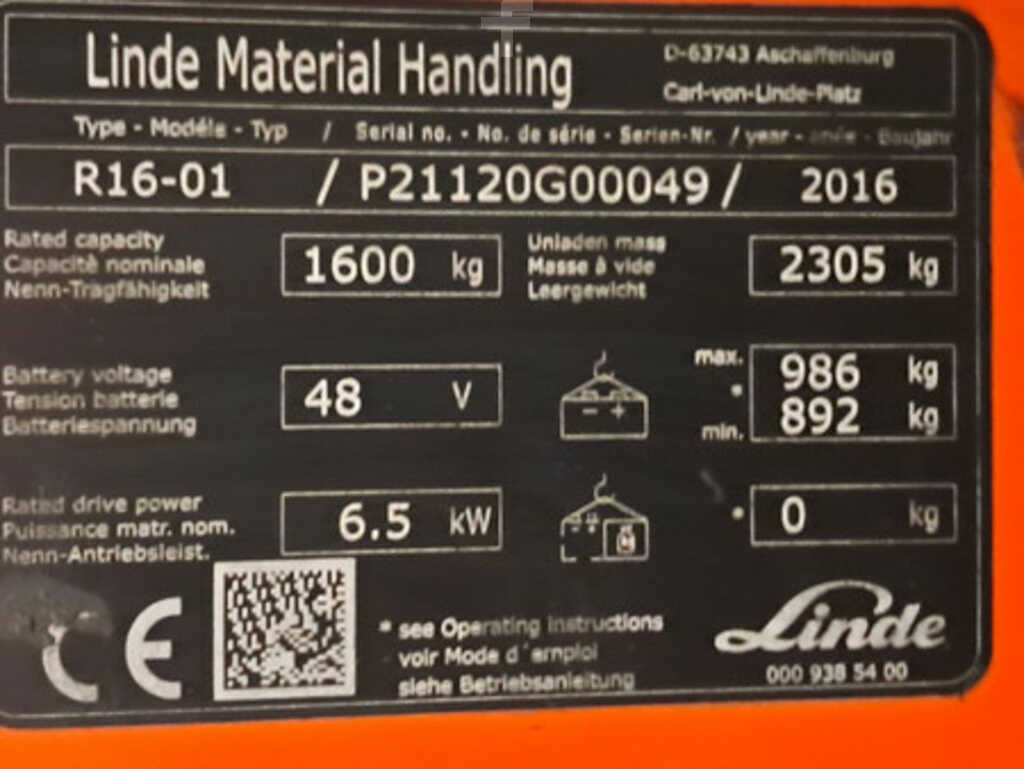 Linde Material Handling
D-63743 Aschaffenburg
Carl-von-Linde-Platz
Type - Modéle - Typ / Serial no. - No. de série - Serien-Nr. / year - année - Baujahr
R16-01 / P21120G00049 / 2016
Rated capacity
Capacité nominale
Nenn-Tragfähigkeit
1600 kg
Unladen mass
Masse à vide
Leergewicht
2305 kg
Battery voltage
Tension batterie
Batteriespannung
48 V
max. 986 kg
*
min. 892 kg
Rated drive power
Puissance matr. nom.
Nenn-Antriebsleist.
6.5 kW
* 0 kg
CE
* see Operating instructions
voir Mode d´emploi
siehe Betriebsanleitung
Linde
000 938 54 00